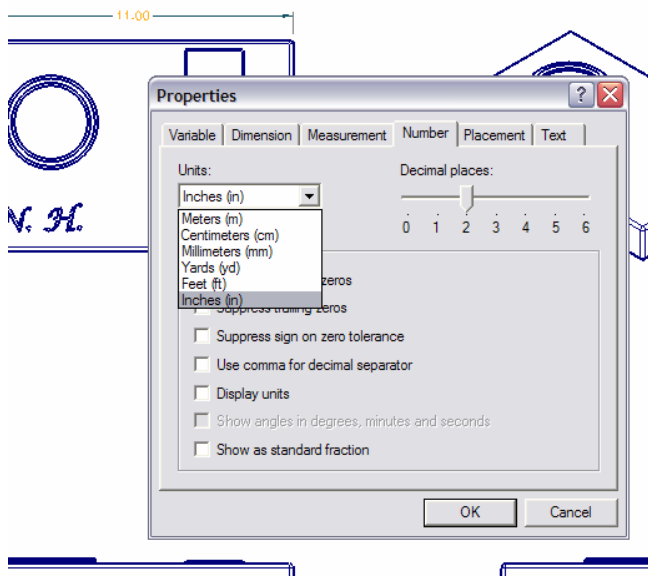 11.00
Properties
Variable Dimension Measurement Number Placement Text
Units: Decimal places:
Inches (in)
Meters (m)
Centimeters (cm)
Millimeters (mm)
Yards (yd)
Feet (ft)
Inches (in)
0 1 2 3 4 5 6
N. H.
zeros
Suppress trailing zeros
Suppress sign on zero tolerance
Use comma for decimal separator
Display units
Show angles in degrees, minutes and seconds
Show as standard fraction
OK Cancel